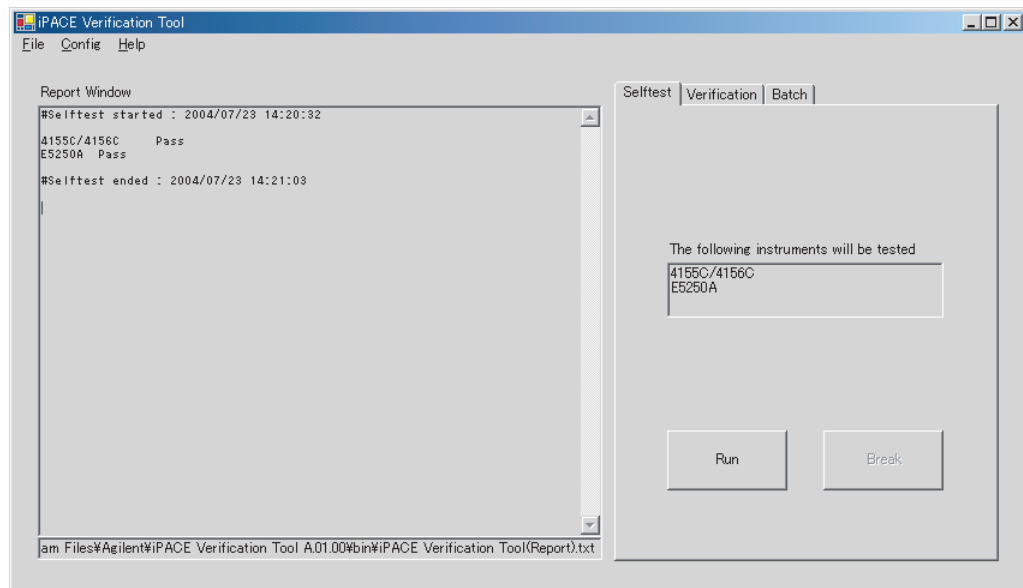 iPACE Verification Tool
File Config Help
Report Window
#Selftest started : 2004/07/23 14:20:32
4155C/4156C Pass
E5250A Pass
#Selftest ended : 2004/07/23 14:21:03
am Files¥Agilent¥iPACE Verification Tool A.01.00¥bin¥iPACE Verification Tool(Report).txt
Selftest Verification Batch
The following instruments will be tested
4155C/4156C
E5250A
Run Break